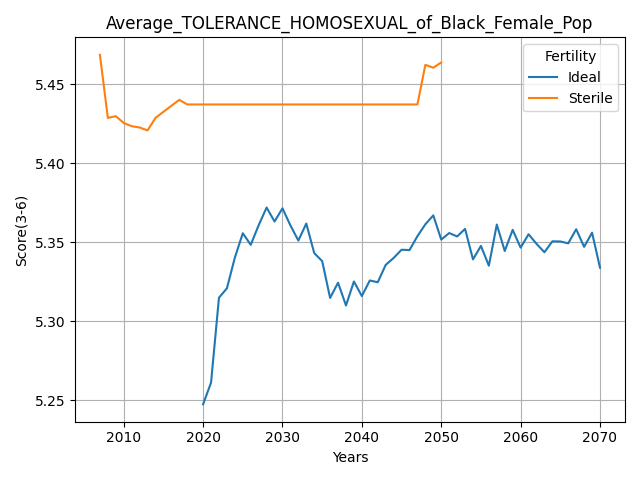 Average_TOLERANCE_HOMOSEXUAL_of_Black_Female_Pop
Fertility
Ideal
Sterile
Score(3-6)
5.45
5.40
5.35
5.30
5.25
2010 2020 2030 2040 2050 2060 2070
Years